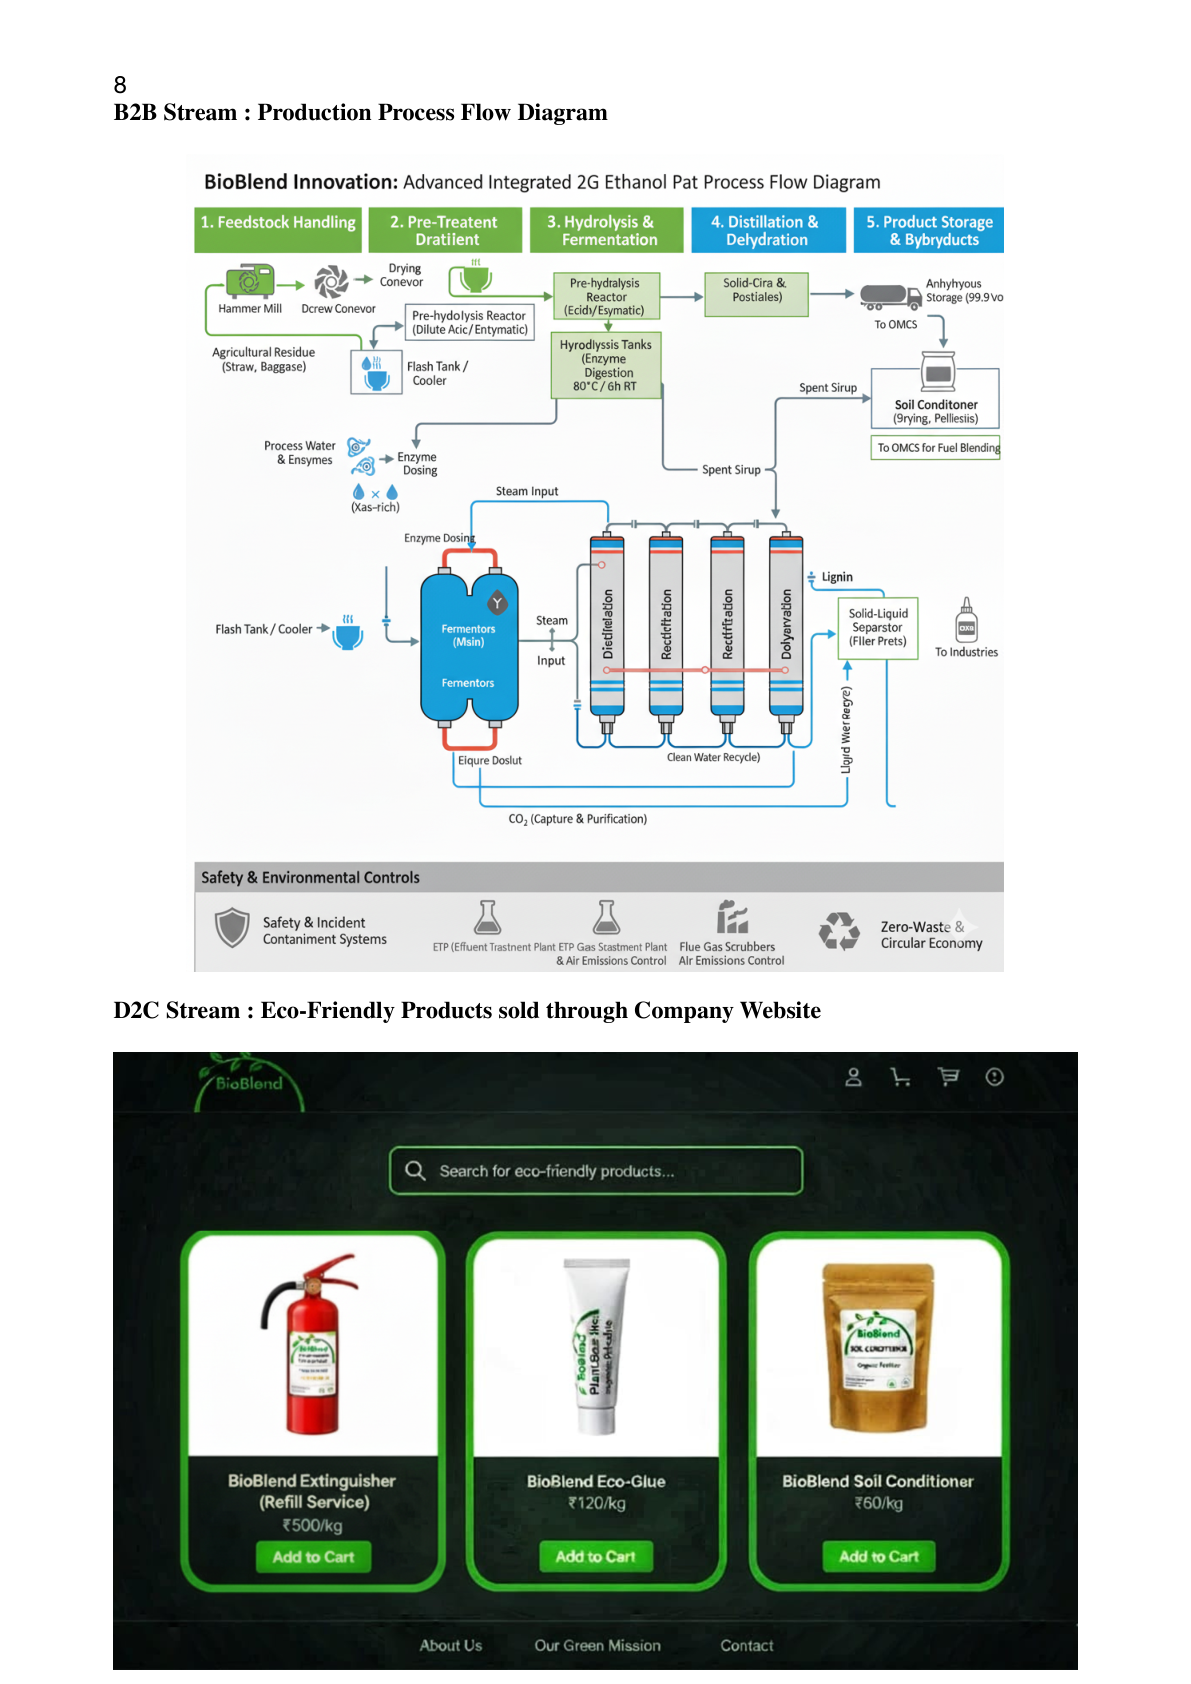 8
B2B Stream : Production Process Flow Diagram
BioBlend Innovation: Advanced Integrated 2G Ethanol Pat Process Flow Diagram
1. Feedstock Handling
2. Pre-Treatent
Dratiient
3. Hydrolysis &
Fermentation
4. Distillation &
Delydration
5. Product Storage
& Bybryducts
Hammer Mill
Dcrew Conevor
Drying
Conevor
Pre-hydolysis Reactor
(Dilute Acic/Entymatic)
Agricultural Residue
(Straw, Baggase)
Flash Tank /
Cooler
Pre-hydralysis
Reactor
(Ecidy/Esymatic)
Hyrodlyssis Tanks
(Enzyme
Digestion
80°C / 6h RT
Solid-Cira &
Postiales)
Anhyhyous
Storage (99.9 vo
To OMCS
Spent Sirup
Soil Conditoner
(9rying, Pelliesiis)
To OMCS for Fuel Blending
Process Water
& Ensymes
Enzyme
Dosing
(Xas-rich)
Spent Sirup
Steam Input
Enzyme Dosing
Flash Tank / Cooler
Y
Fermentors
(Msin)
Fementors
Steam
Input
Rectfftation
Lignin
Solid-Liquid
Separstor
(Fller Prets)
To Industries
Eiqure Doslut
Clean Water Recycle)
CO₂ (Capture & Purification)
Safety & Environmental Controls
Safety & Incident
Contaniment Systems
ETP (Effuent Trastnent Plant
ETP Gas Scastment Plant
& Air Emissions Control
Flue Gas Scrubbers
AIr Emissions Control
Zero-Waste &
Circular Economy
D2C Stream : Eco-Friendly Products sold through Company Website
BioBlend
Search for eco-friendly products...
BioBlend
BioBlend Extinguisher
(Refill Service)
₹500/kg
Add to Cart
BioBlend Eco-Glue
₹120/kg
Add to Cart
BioBlend Soil Conditioner
₹60/kg
Add to Cart
About Us
Our Green Mission
Contact